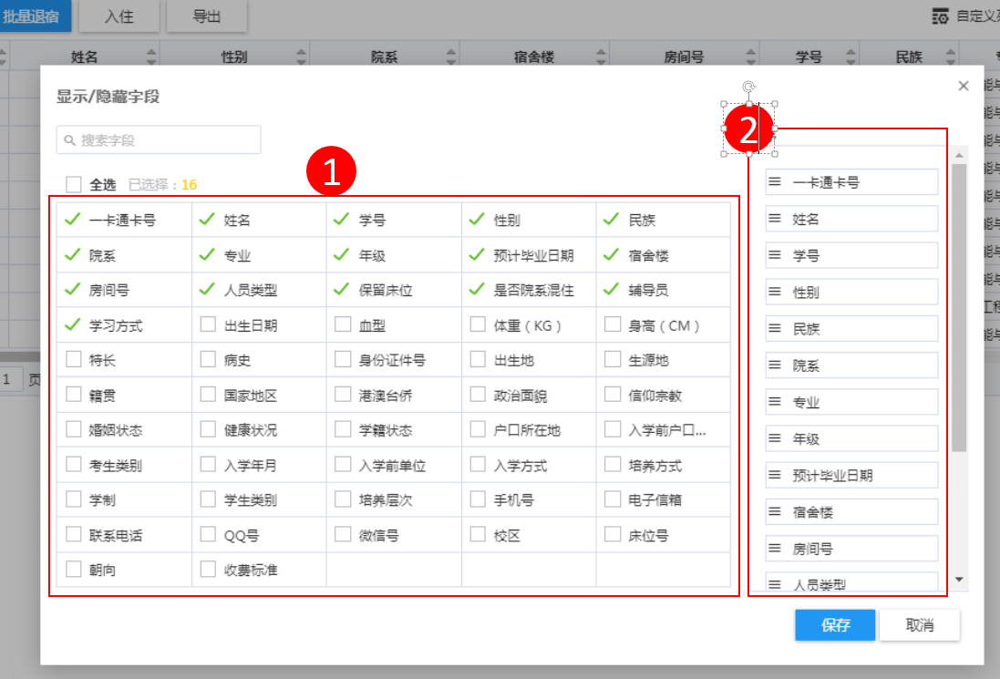 批量退宿 入住 导出 自定义
姓名 性别 院系 宿舍楼 房间号 学号 民族
显示/隐藏字段
搜索字段
全选 已选择：16
1
2
一卡通卡号 姓名 学号 性别 民族
院系 专业 年级 预计毕业日期 宿舍楼
房间号 人员类型 保留床位 是否院系混住 辅导员
学习方式 出生日期 血型 体重（KG） 身高（CM）
特长 病史 身份证件号 出生地 生源地
籍贯 国家地区 港澳台侨 政治面貌 信仰宗教
婚姻状态 健康状况 学籍状态 户口所在地 入学前户口...
考生类别 入学年月 入学前单位 入学方式 培养方式
学制 学生类别 培养层次 手机号 电子信箱
联系电话 QQ号 微信号 校区 床位号
朝向 收费标准
一卡通卡号
姓名
学号
性别
民族
院系
专业
年级
预计毕业日期
宿舍楼
房间号
人员类型
1 页
保存 取消